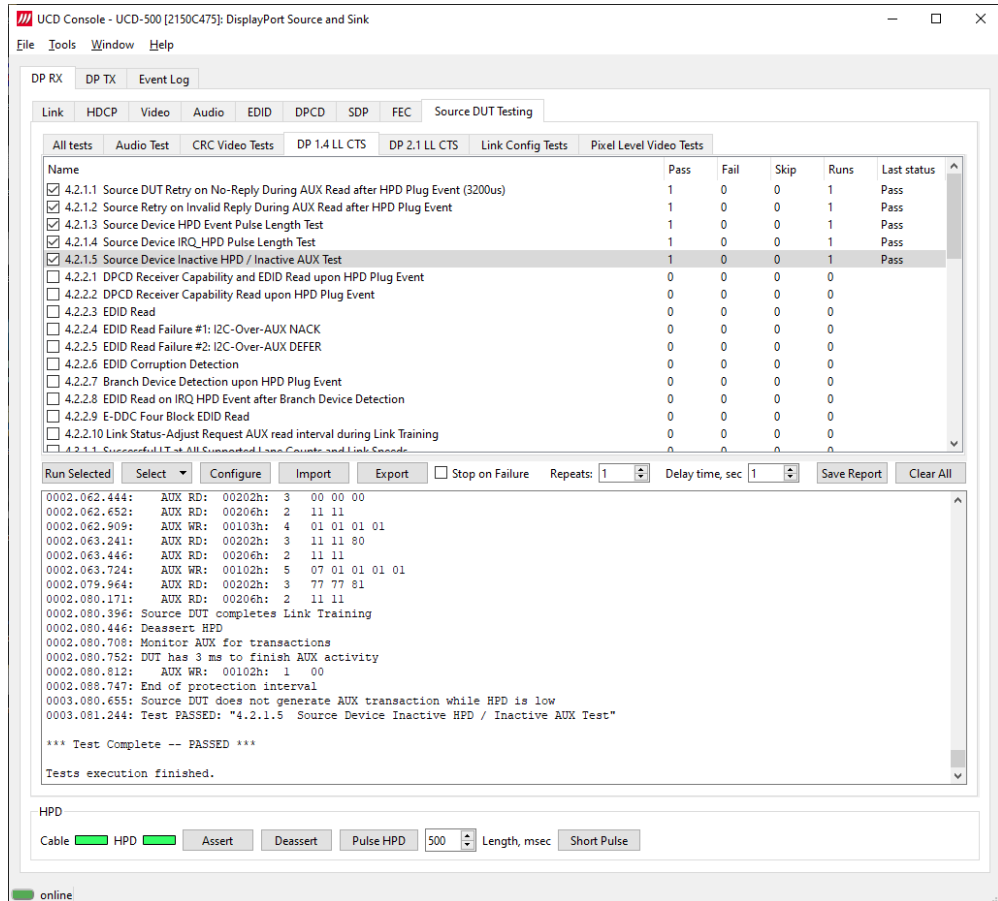 UCD Console - UCD-500 [2150C475]: DisplayPort Source and Sink
File Tools Window Help
DP RX DP TX Event Log
Link HDCP Video Audio EDID DPCD SDP FEC Source DUT Testing
All tests Audio Test CRC Video Tests DP 1.4 LL CTS DP 2.1 LL CTS Link Config Tests Pixel Level Video Tests
Name Pass Fail Skip Runs Last status
4.2.1.1 Source DUT Retry on No-Reply During AUX Read after HPD Plug Event (3200us) 1 0 0 1 Pass
4.2.1.2 Source Retry on Invalid Reply During AUX Read after HPD Plug Event 1 0 0 1 Pass
4.2.1.3 Source Device HPD Event Pulse Length Test 1 0 0 1 Pass
4.2.1.4 Source Device IRQ_HPD Pulse Length Test 1 0 0 1 Pass
4.2.1.5 Source Device Inactive HPD / Inactive AUX Test 1 0 0 1 Pass
4.2.2.1 DPCD Receiver Capability and EDID Read upon HPD Plug Event 0 0 0 0
4.2.2.2 DPCD Receiver Capability Read upon HPD Plug Event 0 0 0 0
4.2.2.3 EDID Read 0 0 0 0
4.2.2.4 EDID Read Failure #1: I2C-Over-AUX NACK 0 0 0 0
4.2.2.5 EDID Read Failure #2: I2C-Over-AUX DEFER 0 0 0 0
4.2.2.6 EDID Corruption Detection 0 0 0 0
4.2.2.7 Branch Device Detection upon HPD Plug Event 0 0 0 0
4.2.2.8 EDID Read on IRQ HPD Event after Branch Device Detection 0 0 0 0
4.2.2.9 E-DDC Four Block EDID Read 0 0 0 0
4.2.2.10 Link Status-Adjust Request AUX read interval during Link Training 0 0 0 0
4.3.1.1 Successful LT at All Supported Lane Counts and Link Speeds 0 0 0 0
Run Selected Select Configure Import Export Stop on Failure Repeats: 1 Delay time, sec 1 Save Report Clear All
0002.062.444: AUX RD: 00202h: 3 00 00 00
0002.062.652: AUX RD: 00206h: 2 11 11
0002.062.909: AUX WR: 00103h: 4 01 01 01 01
0002.063.241: AUX RD: 00202h: 3 11 11 80
0002.063.446: AUX RD: 00206h: 2 11 11
0002.063.724: AUX WR: 00102h: 5 07 01 01 01 01
0002.079.964: AUX RD: 00202h: 3 77 77 81
0002.080.171: AUX RD: 00206h: 2 11 11
0002.080.396: Source DUT completes Link Training
0002.080.446: Deassert HPD
0002.080.708: Monitor AUX for transactions
0002.080.752: DUT has 3 ms to finish AUX activity
0002.080.812: AUX WR: 00102h: 1 00
0002.088.747: End of protection interval
0003.080.655: Source DUT does not generate AUX transaction while HPD is low
0003.081.244: Test PASSED: "4.2.1.5 Source Device Inactive HPD / Inactive AUX Test"
*** Test Complete -- PASSED ***
Tests execution finished.
HPD
Cable HPD Assert Deassert Pulse HPD 500 Length, msec Short Pulse
online